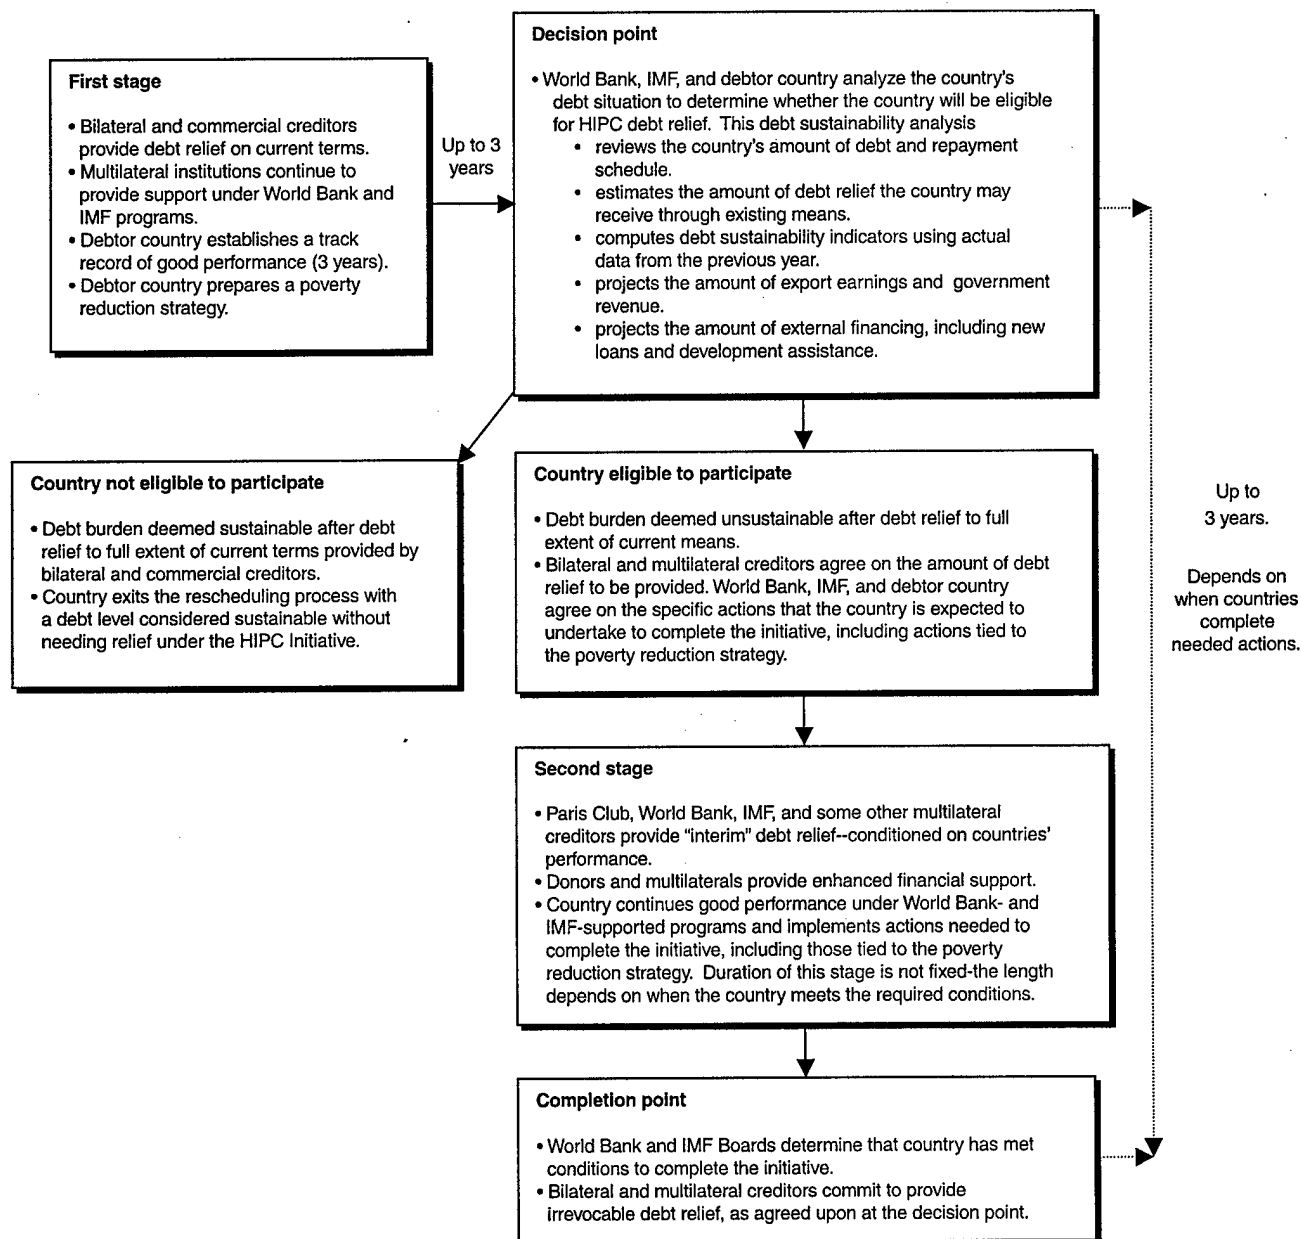 First stage
• Bilateral and commercial creditors
provide debt relief on current terms.
• Multilateral institutions continue to
provide support under World Bank and
IMF programs.
• Debtor country establishes a track
record of good performance (3 years).
• Debtor country prepares a poverty
reduction strategy.
Up to 3
years
Decision point
• World Bank, IMF, and debtor country analyze the country's
debt situation to determine whether the country will be eligible
for HIPC debt relief. This debt sustainability analysis
• reviews the country's amount of debt and repayment
schedule.
• estimates the amount of debt relief the country may
receive through existing means.
• computes debt sustainability indicators using actual
data from the previous year.
• projects the amount of export earnings and government
revenue.
• projects the amount of external financing, including new
loans and development assistance.
Country not eligible to participate
• Debt burden deemed sustainable after debt
relief to full extent of current terms provided by
bilateral and commercial creditors.
• Country exits the rescheduling process with
a debt level considered sustainable without
needing relief under the HIPC Initiative.
Country eligible to participate
• Debt burden deemed unsustainable after debt relief to full
extent of current means.
• Bilateral and multilateral creditors agree on the amount of debt
relief to be provided. World Bank, IMF, and debtor country
agree on the specific actions that the country is expected to
undertake to complete the initiative, including actions tied to
the poverty reduction strategy.
Up to
3 years.
Depends on
when countries
complete
needed actions.
Second stage
• Paris Club, World Bank, IMF, and some other multilateral
creditors provide "interim" debt relief--conditioned on countries'
performance.
• Donors and multilaterals provide enhanced financial support.
• Country continues good performance under World Bank- and
IMF-supported programs and implements actions needed to
complete the initiative, including those tied to the poverty
reduction strategy. Duration of this stage is not fixed-the length
depends on when the country meets the required conditions.
Completion point
• World Bank and IMF Boards determine that country has met
conditions to complete the initiative.
• Bilateral and multilateral creditors commit to provide
irrevocable debt relief, as agreed upon at the decision point.